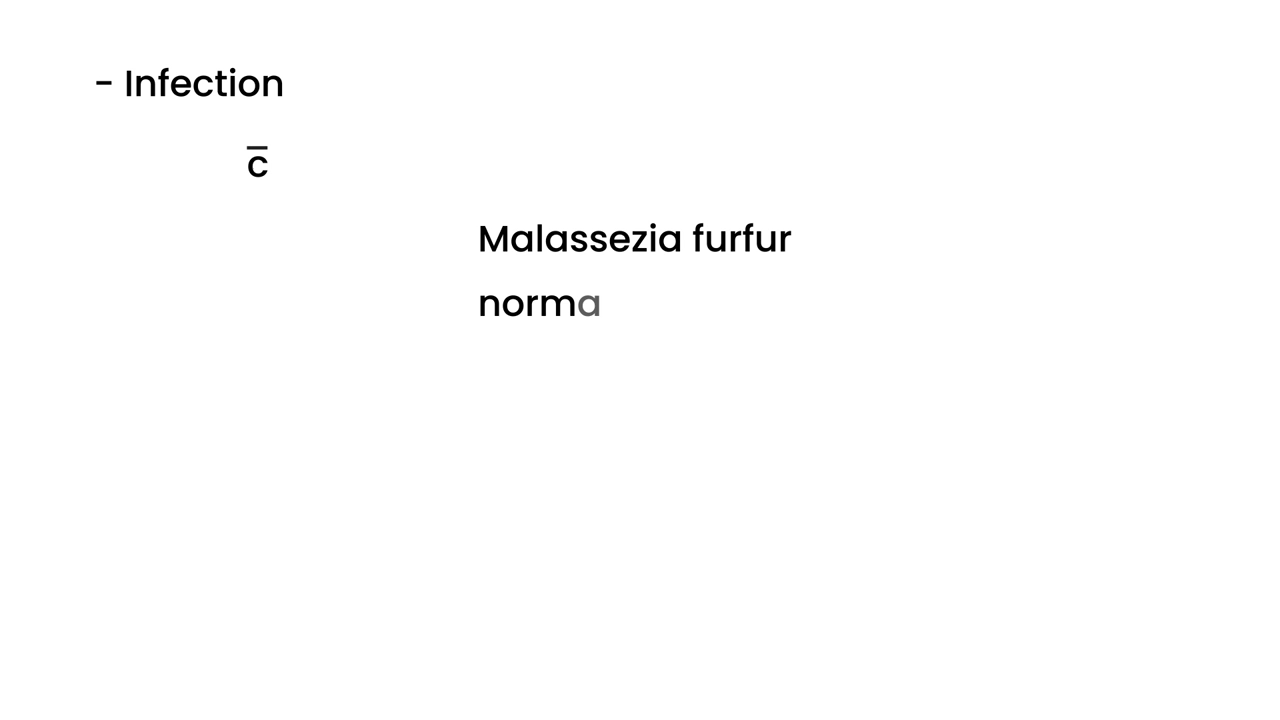 - Infection
c̅
Malassezia furfur
norma